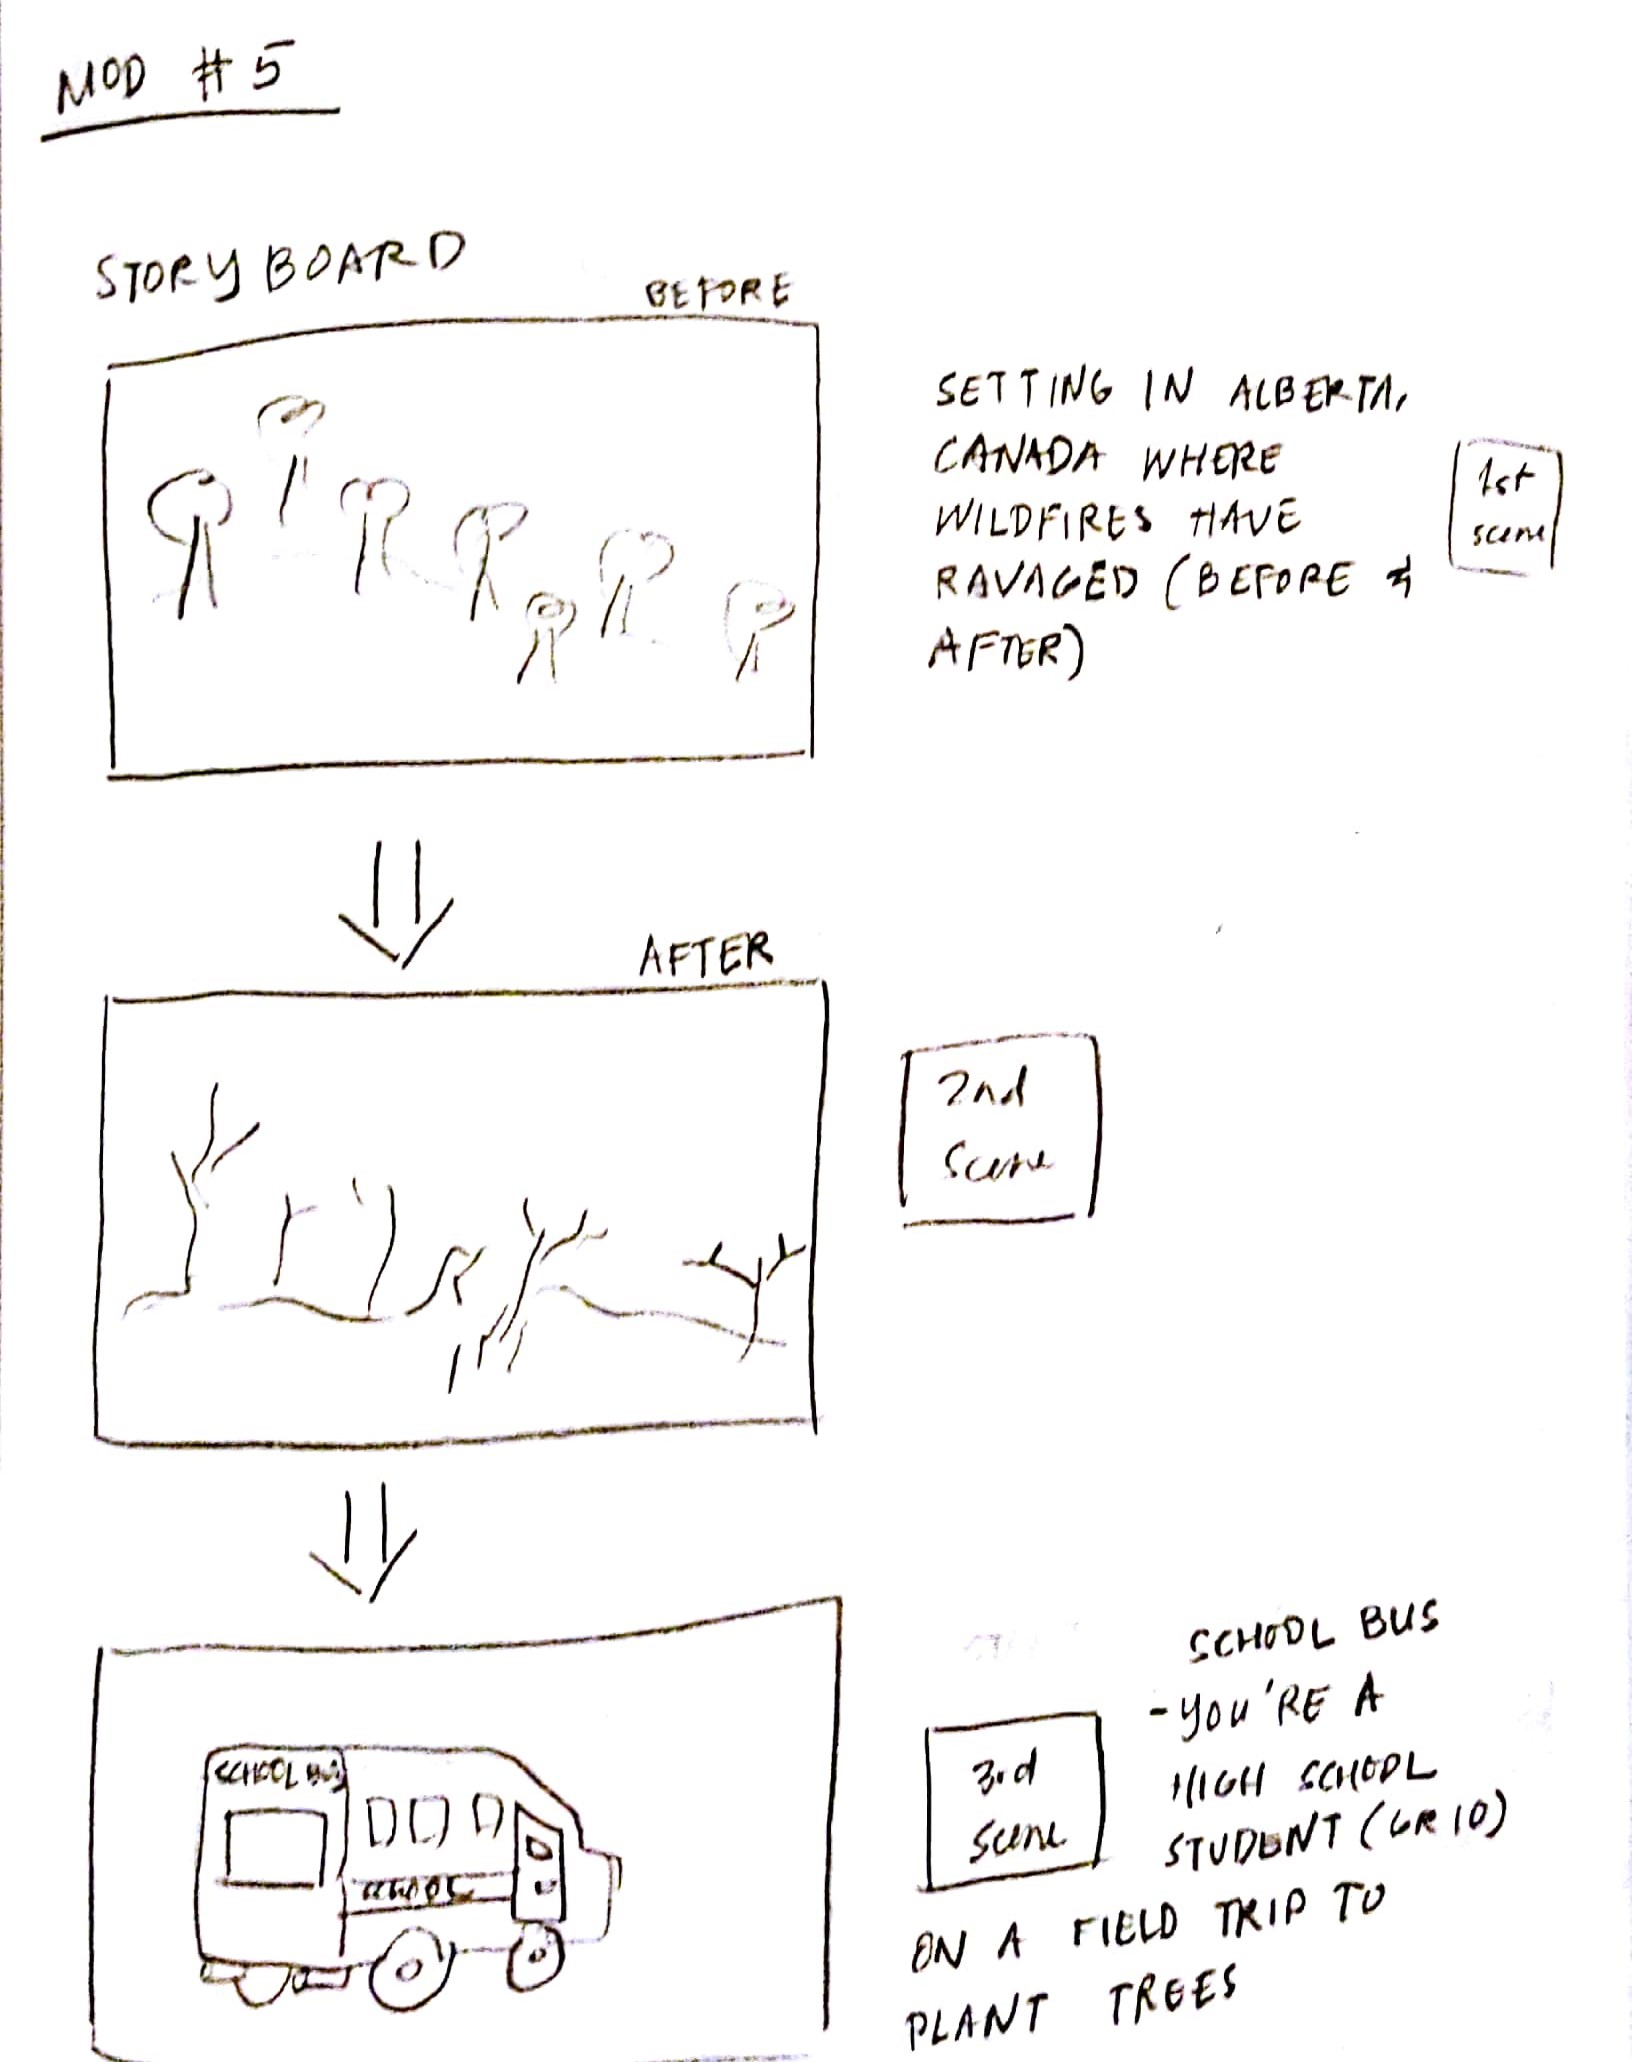 MOD #5
STORYBOARD
BEFORE
SETTING IN ALBERTA,
CANADA WHERE
WILDFIRES HAVE
RAVAGED (BEFORE &
AFTER)
1st
scene
AFTER
2nd
Scene
SCHOOL BUS
SCHOOL
3rd
Scene
SCHOOL BUS
- YOU'RE A
HIGH SCHOOL
STUDENT (GR 10)
ON A FIELD TRIP TO
PLANT TREES